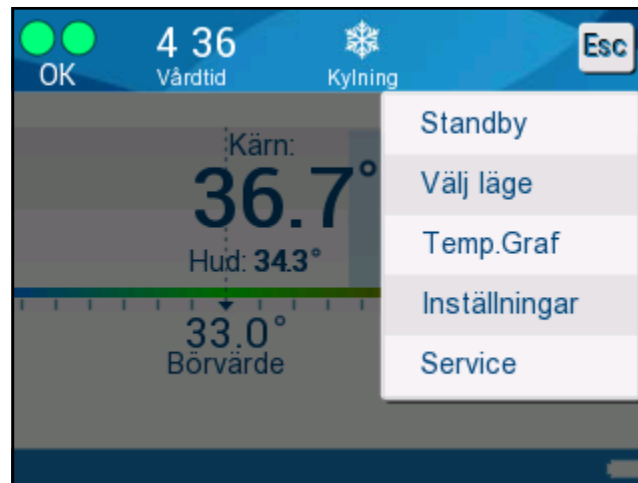 4 36
Esc
OK
Vårdtid
Kylning
Standby
Kärn:
36.7°
Välj läge
Temp.Graf
Hud: 34.3°
Inställningar
33.0°
Börvärde
Service